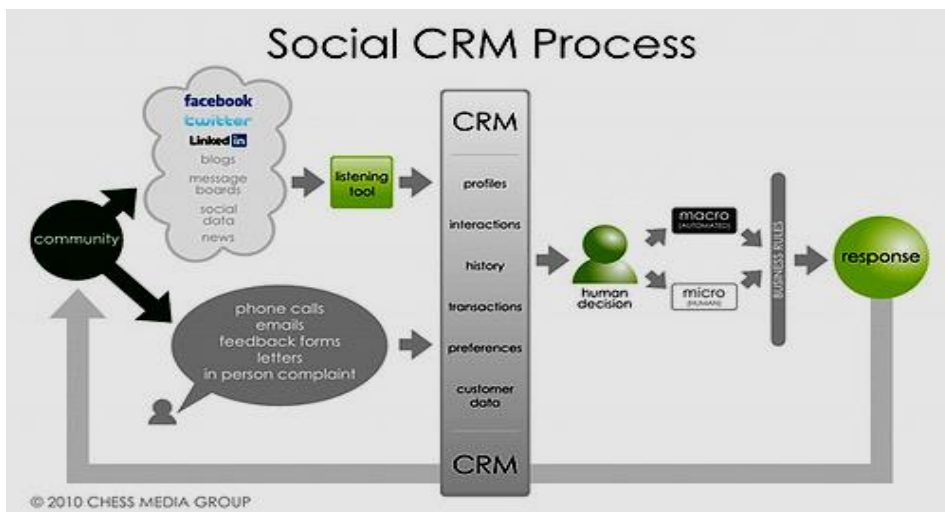 Social CRM Process
facebook
twitter
Linked in
blogs
message
boards
social
data
news
listening
tool
community
phone calls
emails
feedback forms
letters
in person complaint
CRM
profiles
interactions
history
transactions
preferences
customer
data
CRM
human
decision
macro
(AUTOMATED)
micro
(HUMAN)
BUSINESS RULES
response
© 2010 CHESS MEDIA GROUP